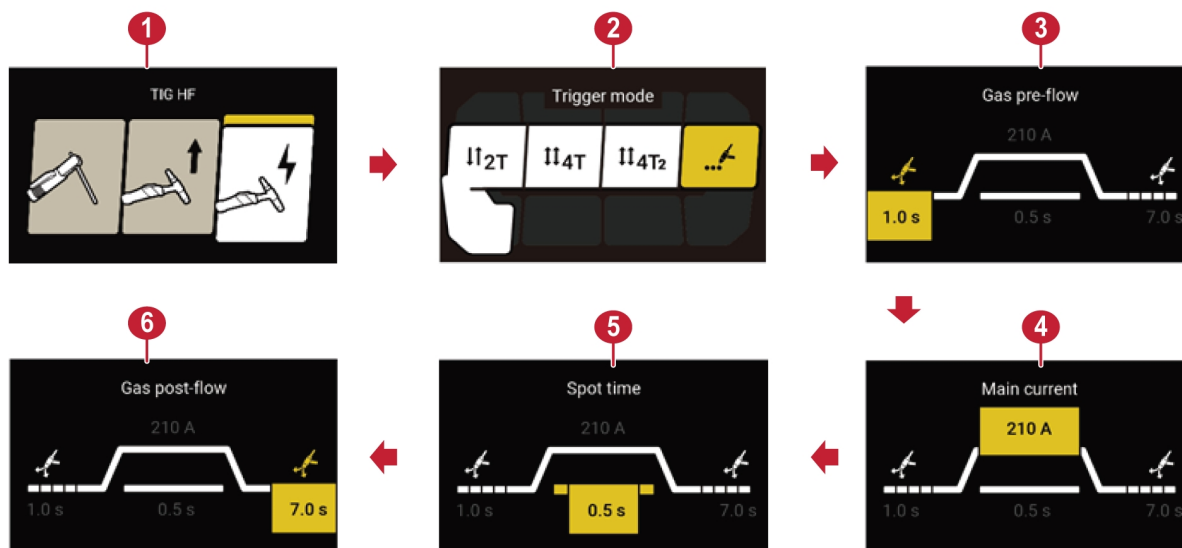 1
TIG HF
2
Trigger mode
2T
4T
4T2
3
Gas pre-flow
210 A
1.0 s
0.5 s
7.0 s
4
Main current
210 A
1.0 s
0.5 s
7.0 s
5
Spot time
210 A
1.0 s
0.5 s
7.0 s
6
Gas post-flow
210 A
1.0 s
0.5 s
7.0 s